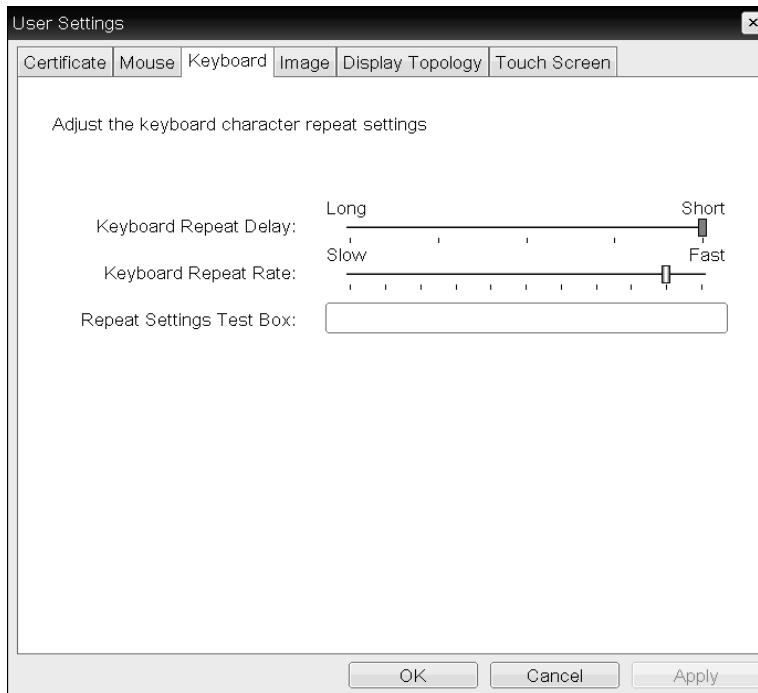 User Settings
Certificate Mouse Keyboard Image Display Topology Touch Screen
Adjust the keyboard character repeat settings
Long Short
Keyboard Repeat Delay:
Slow Fast
Keyboard Repeat Rate:
Repeat Settings Test Box:
OK Cancel Apply